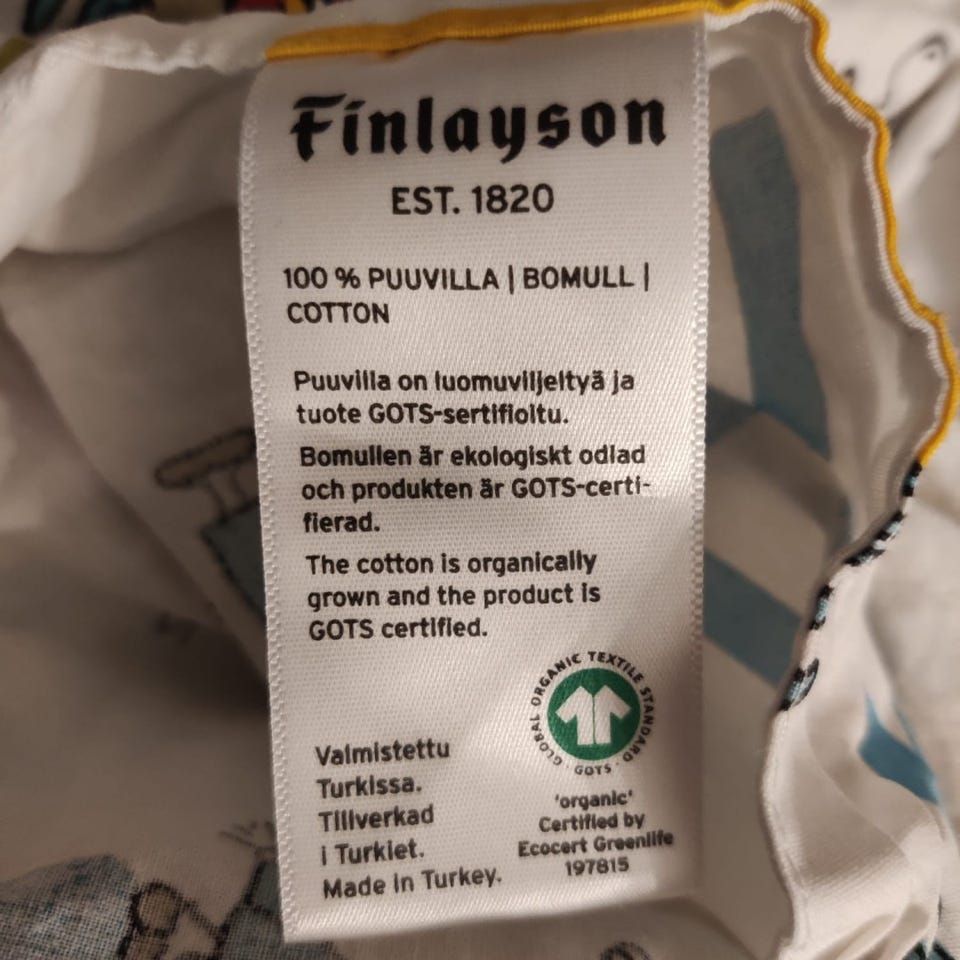 Finlayson
EST. 1820
100 % PUUVILLA | BOMULL |
COTTON
Puuvilla on luomuviljeltyä ja
tuote GOTS-sertifioitu.
Bomullen är ekologiskt odlad
och produkten är GOTS-certi-
fierad.
The cotton is organically
grown and the product is
GOTS certified.
GLOBAL ORGANIC TEXTILE STANDARD
· GOTS ·
Valmistettu
Turkissa.
Tillverkad
i Turkiet.
Made in Turkey.
'organic'
Certified by
Ecocert Greenlife
197815